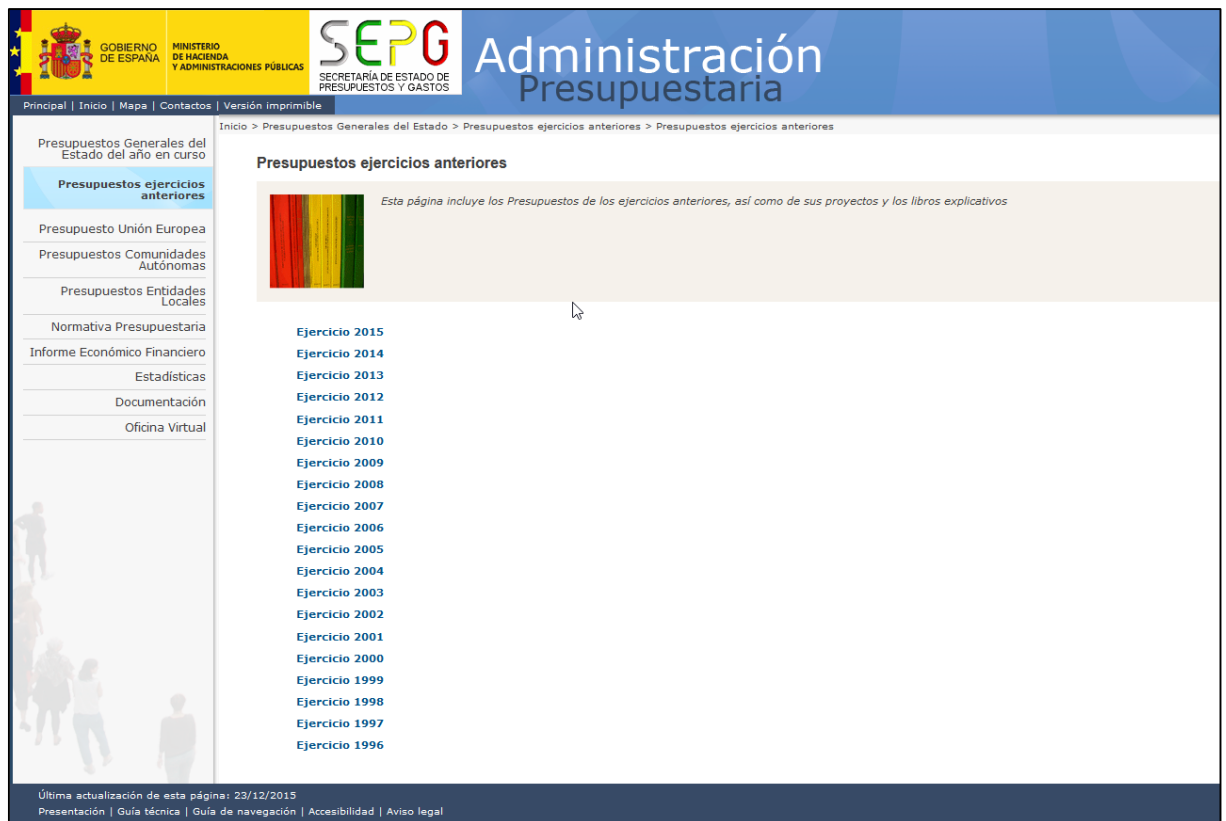 GOBIERNO
DE ESPAÑA
MINISTERIO
DE HACIENDA
Y ADMINISTRACIONES PÚBLICAS
SEPG
SECRETARÍA DE ESTADO DE
PRESUPUESTOS Y GASTOS
Administración
Presupuestaria
Principal | Inicio | Mapa | Contactos | Versión imprimible
Inicio > Presupuestos Generales del Estado > Presupuestos ejercicios anteriores > Presupuestos ejercicios anteriores
Presupuestos Generales del
Estado del año en curso
Presupuestos ejercicios
anteriores
Presupuesto Unión Europea
Presupuestos Comunidades
Autónomas
Presupuestos Entidades
Locales
Normativa Presupuestaria
Informe Económico Financiero
Estadísticas
Documentación
Oficina Virtual
Presupuestos ejercicios anteriores
Esta página incluye los Presupuestos de los ejercicios anteriores, así como de sus proyectos y los libros explicativos
Ejercicio 2015
Ejercicio 2014
Ejercicio 2013
Ejercicio 2012
Ejercicio 2011
Ejercicio 2010
Ejercicio 2009
Ejercicio 2008
Ejercicio 2007
Ejercicio 2006
Ejercicio 2005
Ejercicio 2004
Ejercicio 2003
Ejercicio 2002
Ejercicio 2001
Ejercicio 2000
Ejercicio 1999
Ejercicio 1998
Ejercicio 1997
Ejercicio 1996
Última actualización de esta página: 23/12/2015
Presentación | Guía técnica | Guía de navegación | Accesibilidad | Aviso legal